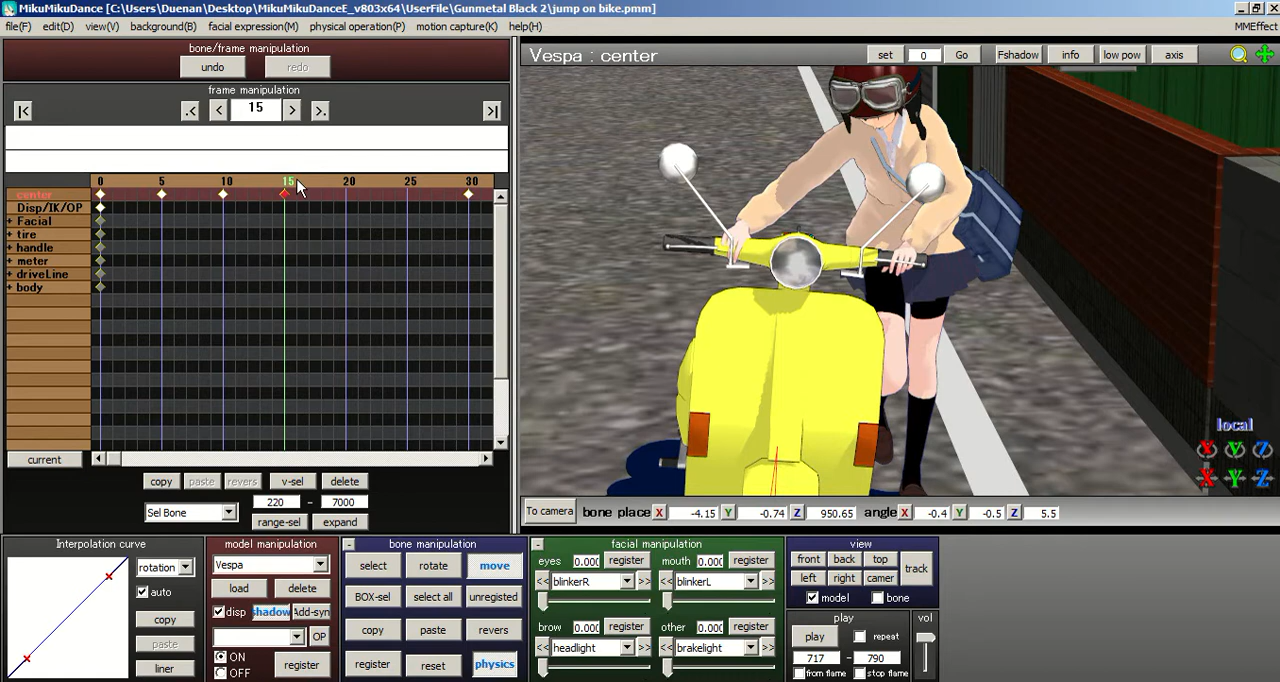 MikuMikuDance [C:\Users\Duenan\Desktop\MikuMikuDanceE_v803x64\UserFile\Gunmetal Black 2\jump on bike.pmm]
file(F) edit(D) view(V) background(B) facial expression(M) physical operation(P) motion capture(K) help(H) MMEffect
bone/frame manipulation
undo redo
frame manipulation
.< < 15 > >.
0 5 10 15 20 25 30
center
Disp/IK/OP
+ Facial
+ tire
+ handle
+ meter
+ driveLine
+ body
current
copy paste revers v-sel delete
Sel Bone 220 - 7000
range-sel expand
Vespa : center set 0 Go Fshadow info low pow axis
local
X Y Z
X Y Z
To camera bone place X -4.15 Y -0.74 Z 950.65 angle X -0.4 Y -0.5 Z 5.5
Interpolation curve
rotation
auto
copy
paste
liner
model manipulation
Vespa
load delete
disp shadow Add-syn
OP
ON
OFF
register
- bone manipulation
select rotate move
BOX-sel select all unregisted
copy paste revers
register reset physics
- facial manipulation
eyes 0.000 register mouth 0.000 register
<< blinkerR >> << blinkerL >>
brow 0.000 register other 0.000 register
<< headlight >> << brakelight >>
view
front back top
left right camer
track
model bone
play
play repeat
717 - 790
from flame stop flame
vol